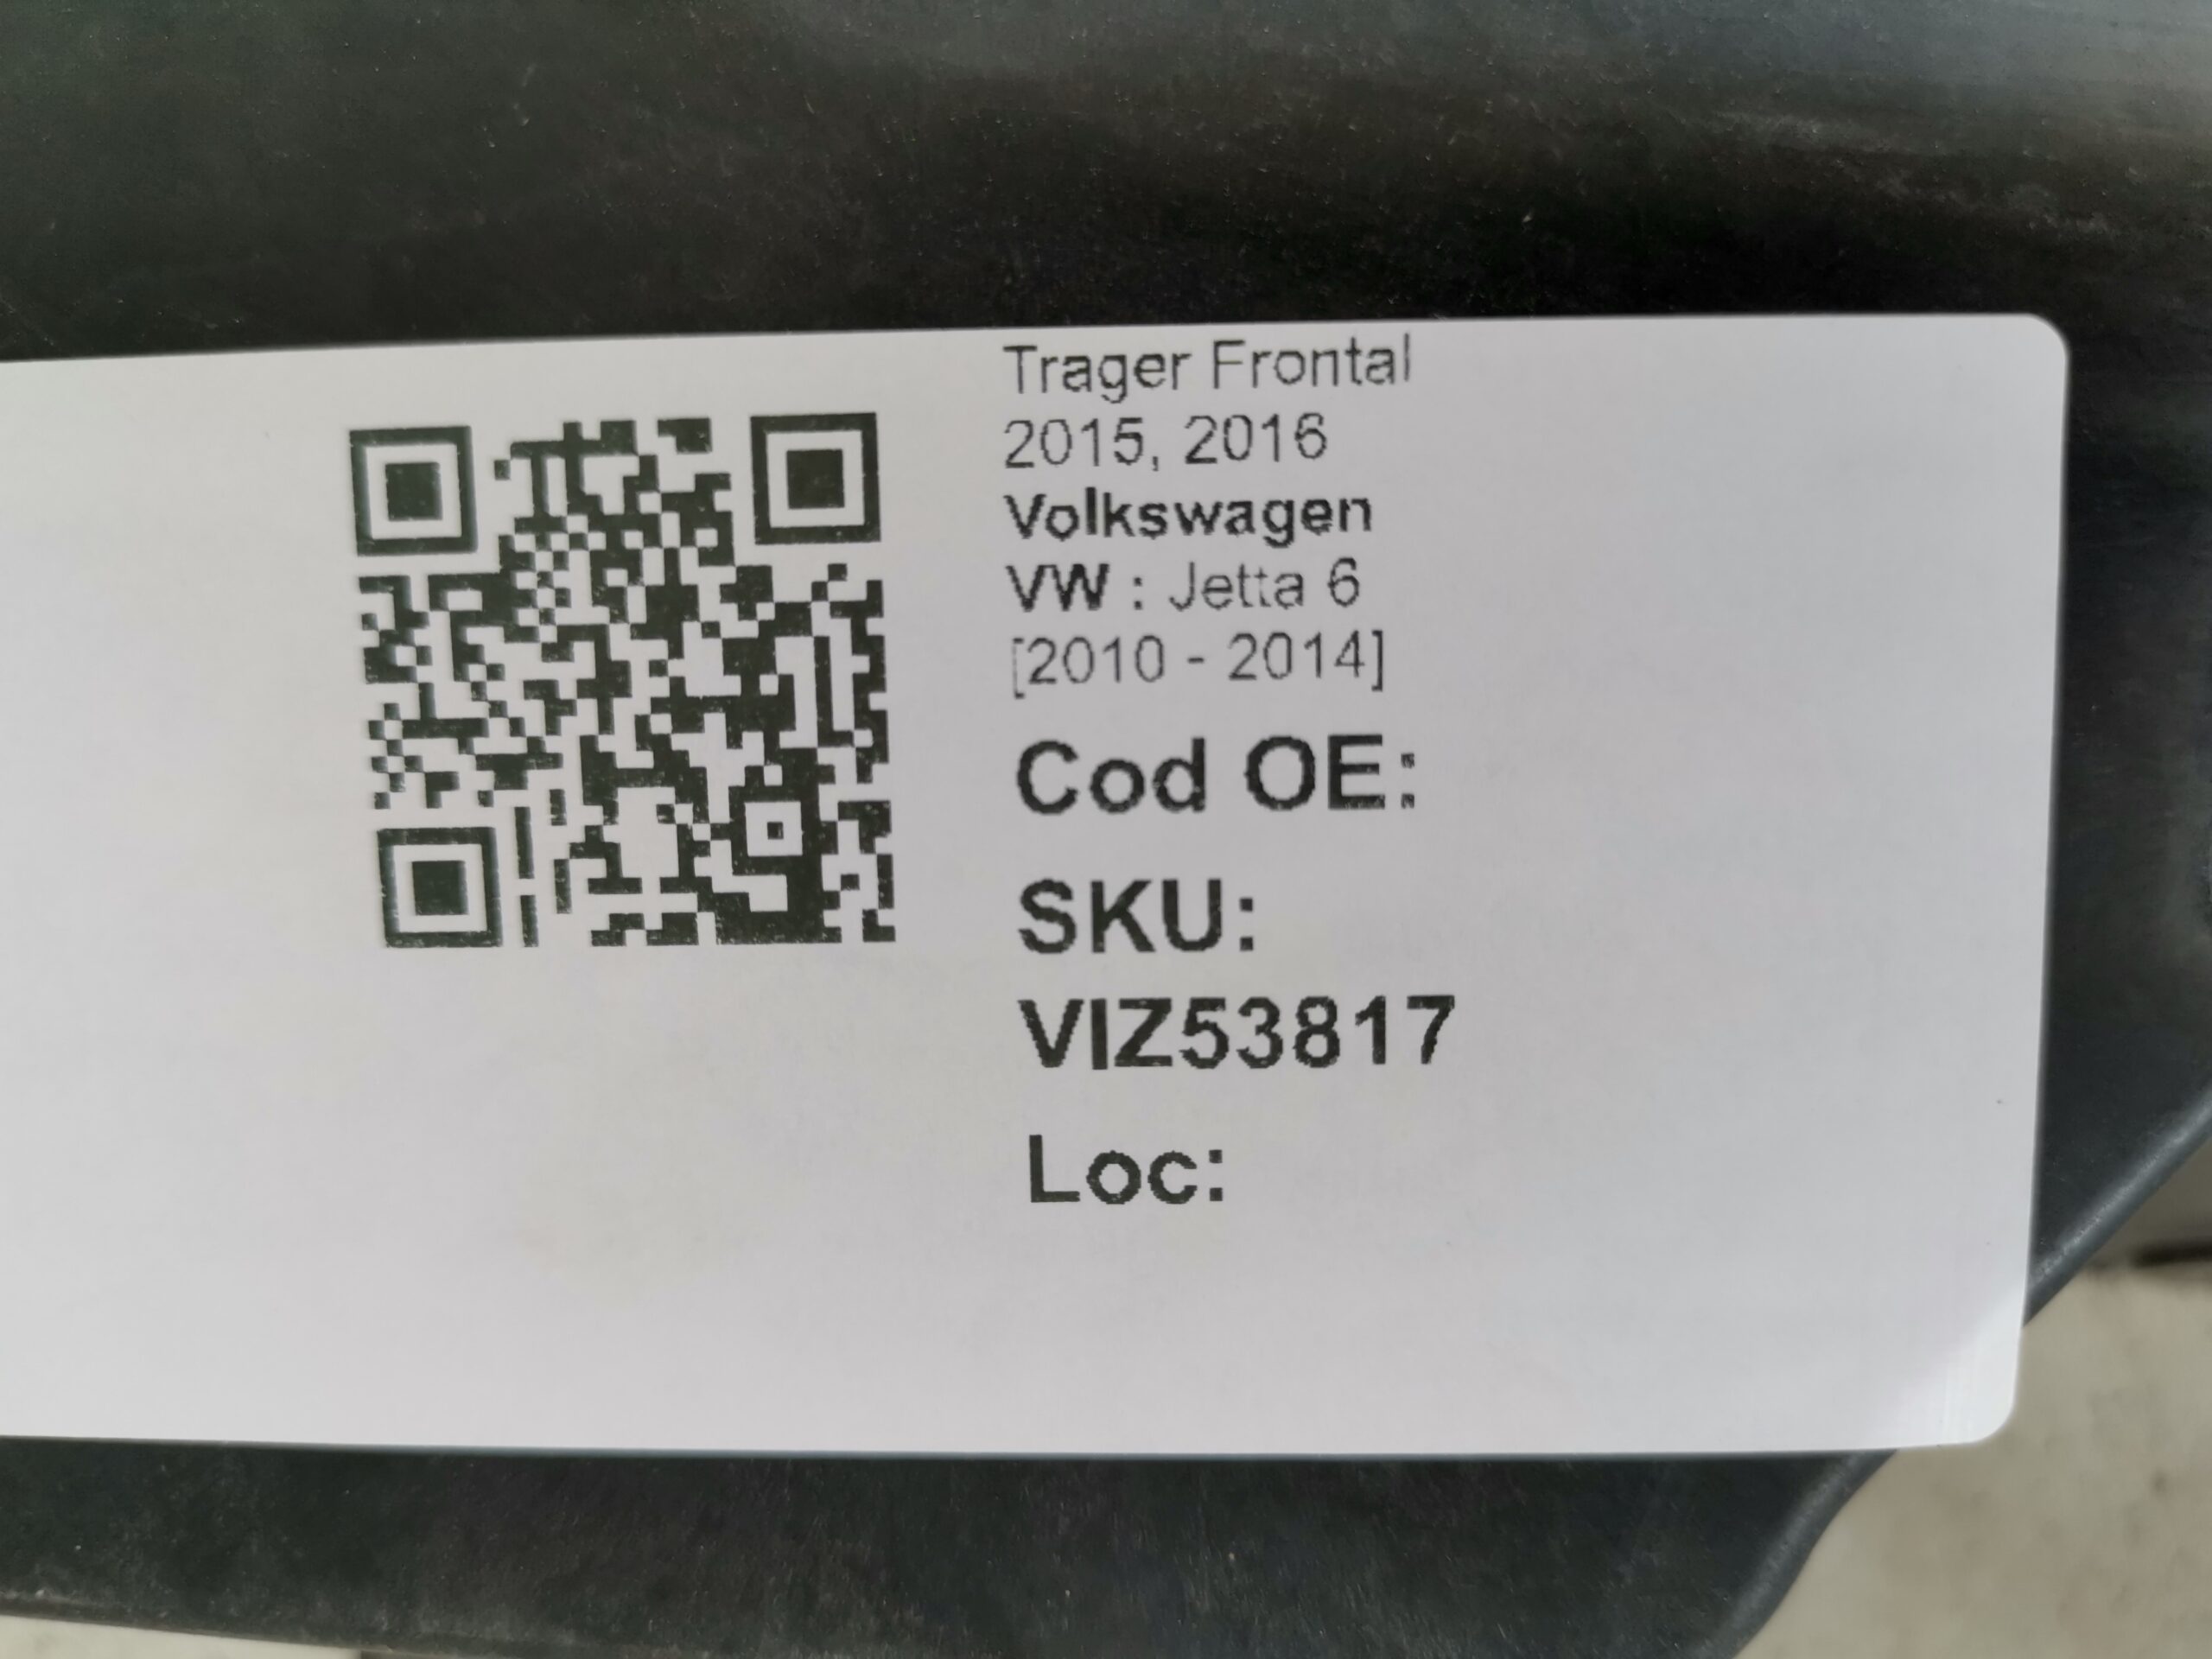 Trager Frontal
2015, 2016
Volkswagen
VW : Jetta 6
[2010 - 2014]
Cod OE:
SKU:
VIZ53817
Loc: